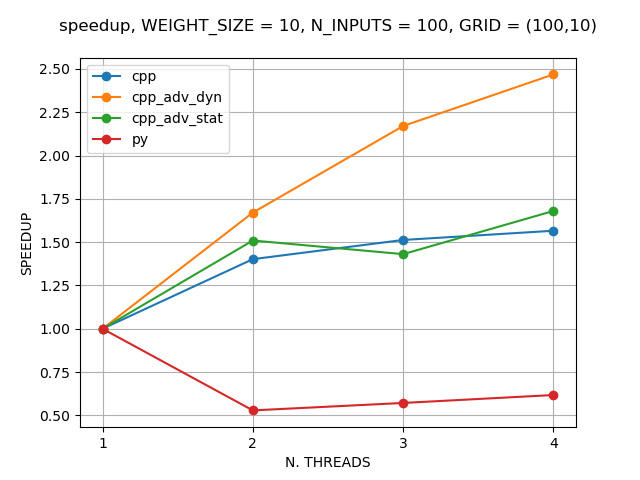 speedup, WEIGHT_SIZE = 10, N_INPUTS = 100, GRID = (100,10)
cpp
cpp_adv_dyn
cpp_adv_stat
py
2.50
2.25
2.00
1.75
1.50
1.25
1.00
0.75
0.50
SPEEDUP
1 2 3 4
N. THREADS